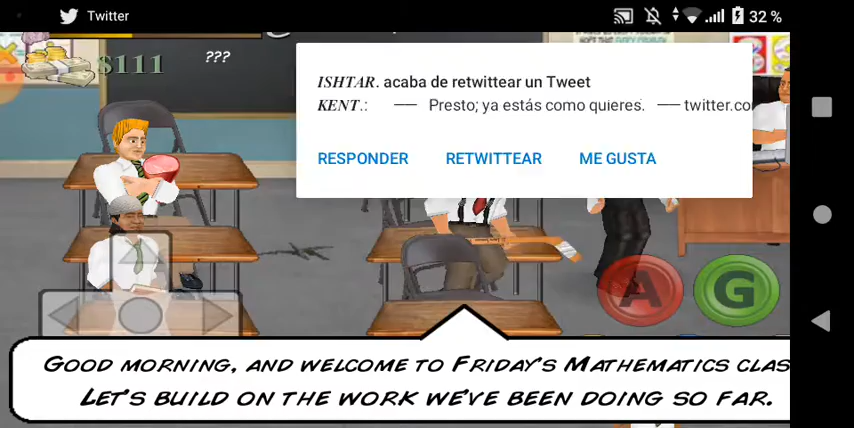 Twitter
32 %
$111
???
ISHTAR. acaba de retwittear un Tweet
KENT.: —— Presto; ya estás como quieres. —— twitter.co
RESPONDER RETWITTEAR ME GUSTA
A G
GOOD MORNING, AND WELCOME TO FRIDAY'S MATHEMATICS CLAS
LET'S BUILD ON THE WORK WE'VE BEEN DOING SO FAR.